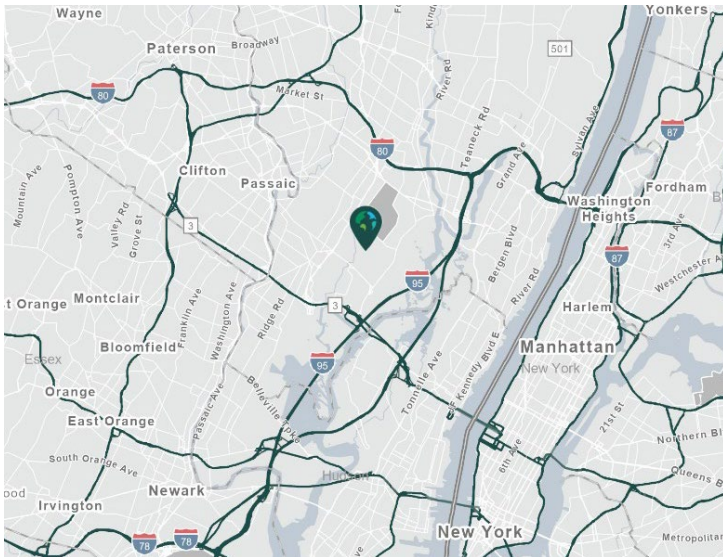 Wayne
Yonkers
Paterson
Broadway
River Rd
501
80
Market St
Teaneck Rd
Sylvan Ave
87
80
Grand Ave
Clifton
Passaic
Mountain Ave
Pompton Ave
Valley Rd
Grove St
Washington
Heights
Fordham
3
3rd Ave
Bergen Blvd
87
Westchester A
95
River Rd
st Orange
Montclair
Franklin Ave
Washington Ave
Ridge Rd
3
Harlem
Essex
Bloomfield
95
Manhattan
New York
Kennedy Blvd E
Tonnelle Ave
Orange
Passaic Ave
Belleville Tpke
21st St
East Orange
6th Ave
Northern Bl
South Orange Ave
Hudson
Queens B
ood
Newark
Irvington
New York
78
78
Metropolitan